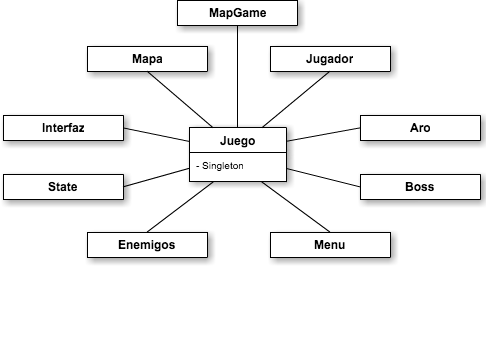 MapGame
Mapa
Jugador
Interfaz
Juego
- Singleton
Aro
State
Boss
Enemigos
Menu